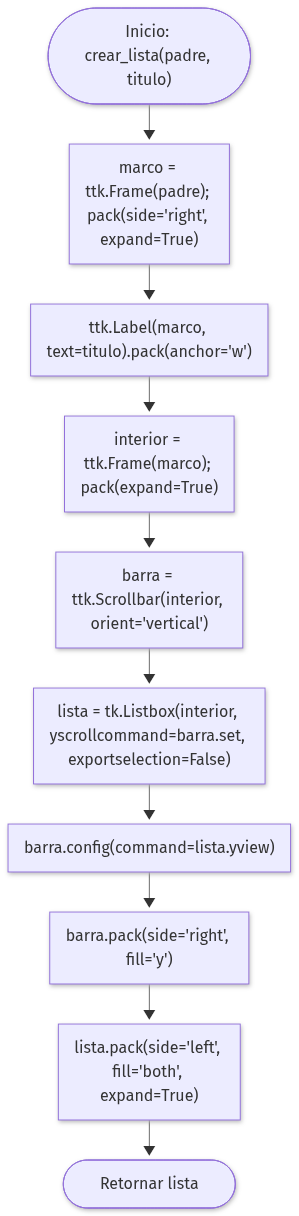 Inicio:
crear_lista(padre,
titulo)
marco =
ttk.Frame(padre);
pack(side='right',
expand=True)
ttk.Label(marco,
text=titulo).pack(anchor='w')
interior =
ttk.Frame(marco);
pack(expand=True)
barra =
ttk.Scrollbar(interior,
orient='vertical')
lista = tk.Listbox(interior,
yscrollcommand=barra.set,
exportselection=False)
barra.config(command=lista.yview)
barra.pack(side='right',
fill='y')
lista.pack(side='left',
fill='both',
expand=True)
Retornar lista